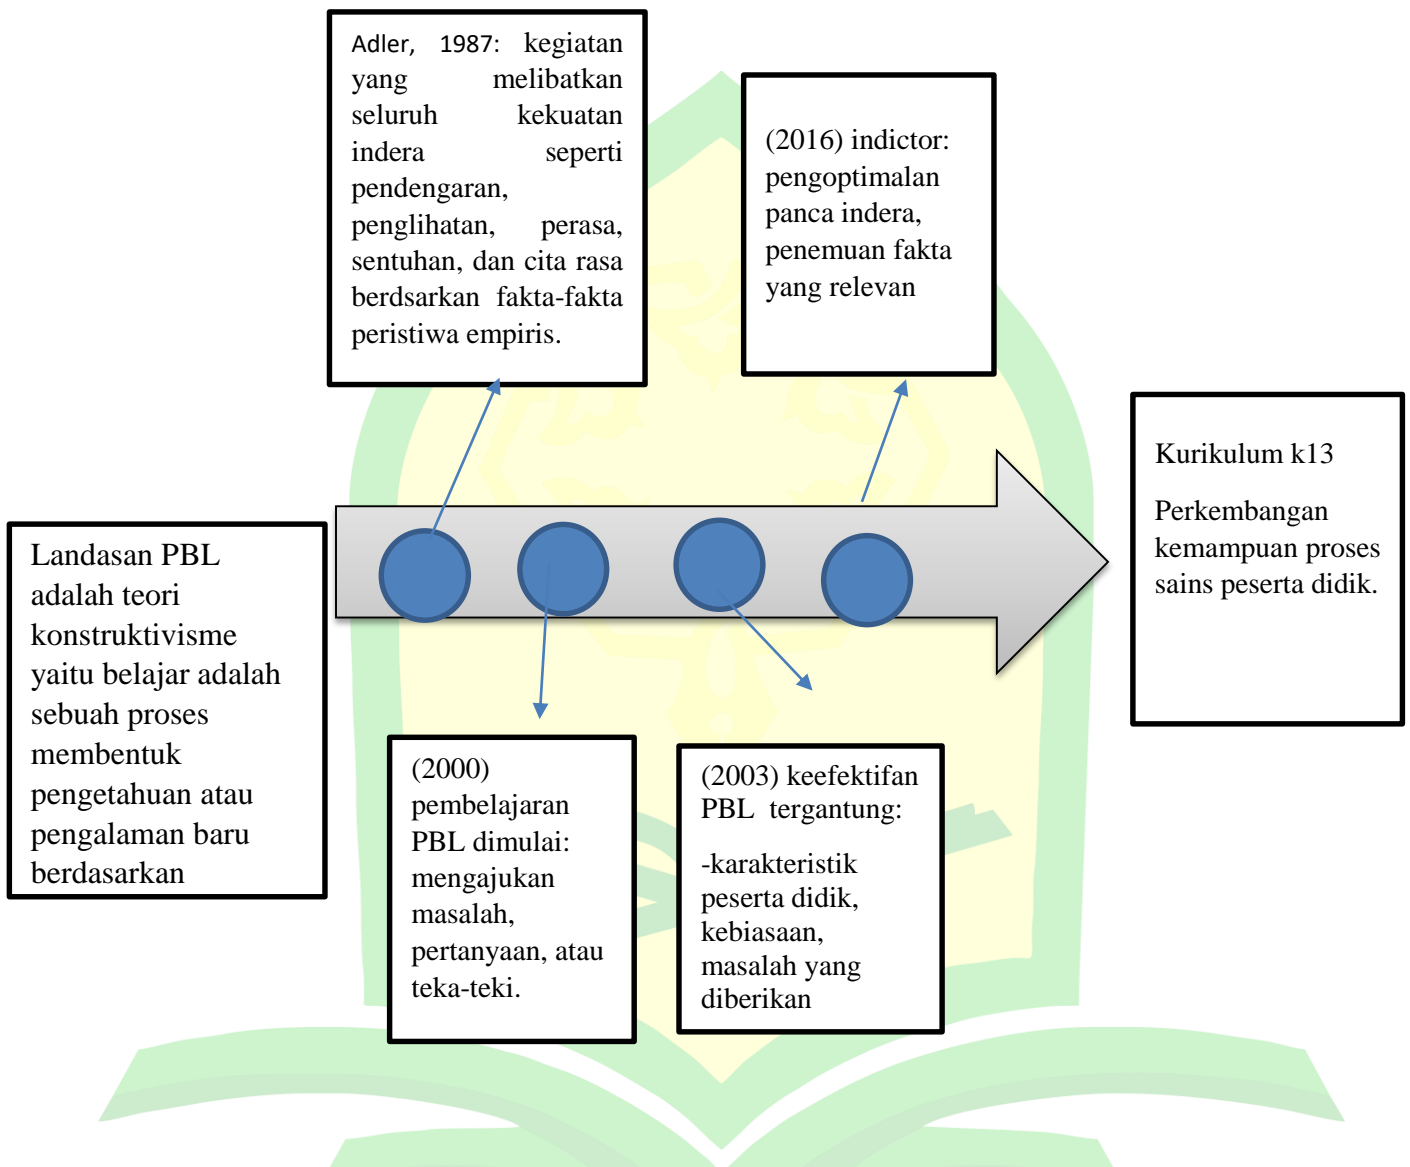 Adler, 1987: kegiatan
yang melibatkan
seluruh kekuatan
indera seperti
pendengaran,
penglihatan, perasa,
sentuhan, dan cita rasa
berdsarkan fakta-fakta
peristiwa empiris.
(2016) indictor:
pengoptimalan
panca indera,
penemuan fakta
yang relevan
Kurikulum k13
Perkembangan
kemampuan proses
sains peserta didik.
Landasan PBL
adalah teori
konstruktivisme
yaitu belajar adalah
sebuah proses
membentuk
pengetahuan atau
pengalaman baru
berdasarkan
(2000)
pembelajaran
PBL dimulai:
mengajukan
masalah,
pertanyaan, atau
teka-teki.
(2003) keefektifan
PBL tergantung:
-karakteristik
peserta didik,
kebiasaan,
masalah yang
diberikan